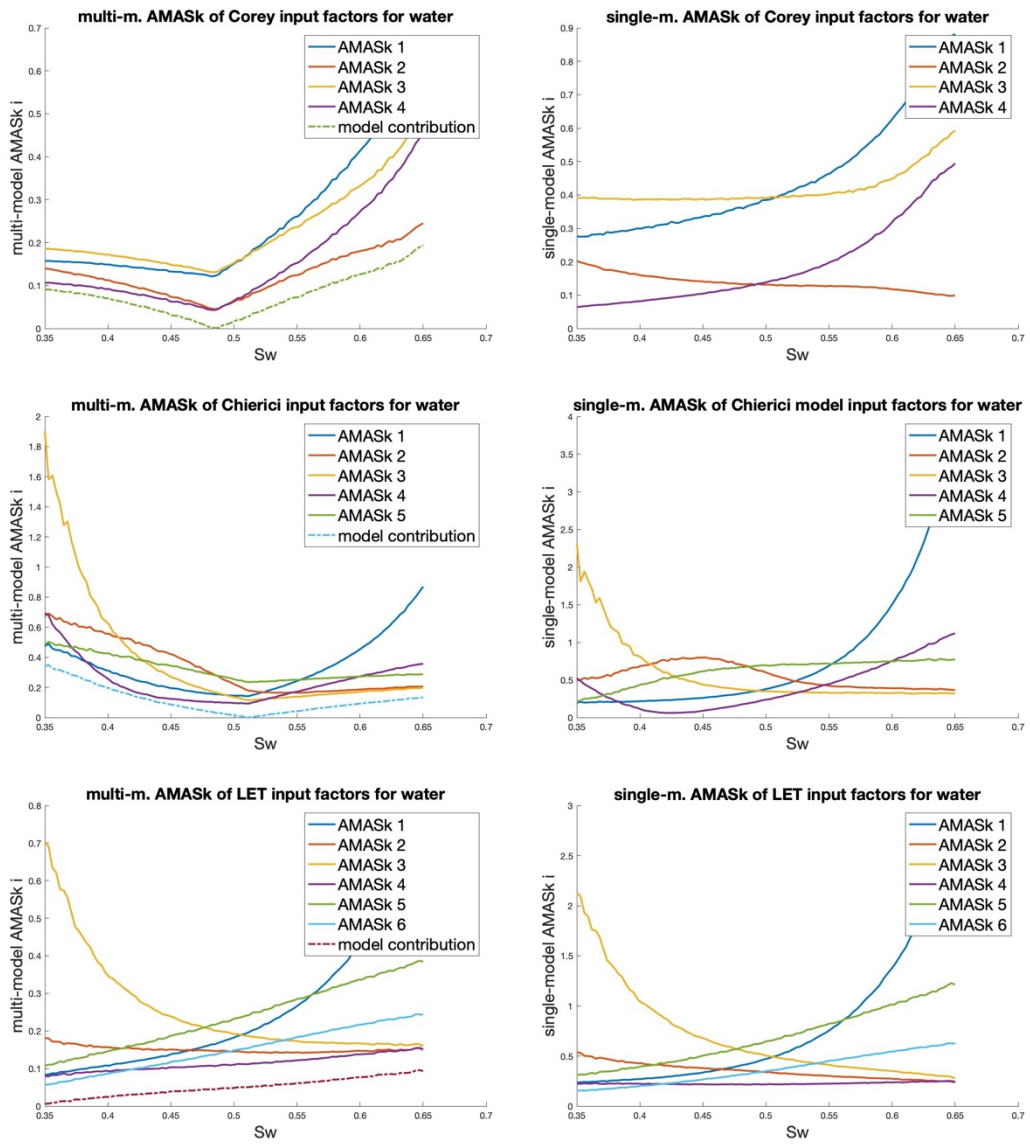 multi-m. AMASk of Corey input factors for water
multi-model AMASk i
0.7
0.6
0.5
0.4
0.3
0.2
0.1
0
0.35 0.4 0.45 0.5 0.55 0.6 0.65 0.7
Sw
AMASk 1
AMASk 2
AMASk 3
AMASk 4
model contribution
single-m. AMASk of Corey input factors for water
single-model AMASk i
0.9
0.8
0.7
0.6
0.5
0.4
0.3
0.2
0.1
0
0.35 0.4 0.45 0.5 0.55 0.6 0.65 0.7
Sw
AMASk 1
AMASk 2
AMASk 3
AMASk 4
multi-m. AMASk of Chierici input factors for water
multi-model AMASk i
2
1.8
1.6
1.4
1.2
1
0.8
0.6
0.4
0.2
0
0.35 0.4 0.45 0.5 0.55 0.6 0.65 0.7
Sw
AMASk 1
AMASk 2
AMASk 3
AMASk 4
AMASk 5
model contribution
single-m. AMASk of Chierici model input factors for water
single-model AMASk i
4
3.5
3
2.5
2
1.5
1
0.5
0
0.35 0.4 0.45 0.5 0.55 0.6 0.65 0.7
Sw
AMASk 1
AMASk 2
AMASk 3
AMASk 4
AMASk 5
multi-m. AMASk of LET input factors for water
multi-model AMASk i
0.8
0.7
0.6
0.5
0.4
0.3
0.2
0.1
0
0.35 0.4 0.45 0.5 0.55 0.6 0.65 0.7
Sw
AMASk 1
AMASk 2
AMASk 3
AMASk 4
AMASk 5
AMASk 6
model contribution
single-m. AMASk of LET input factors for water
single-model AMASk i
3
2.5
2
1.5
1
0.5
0
0.35 0.4 0.45 0.5 0.55 0.6 0.65 0.7
Sw
AMASk 1
AMASk 2
AMASk 3
AMASk 4
AMASk 5
AMASk 6